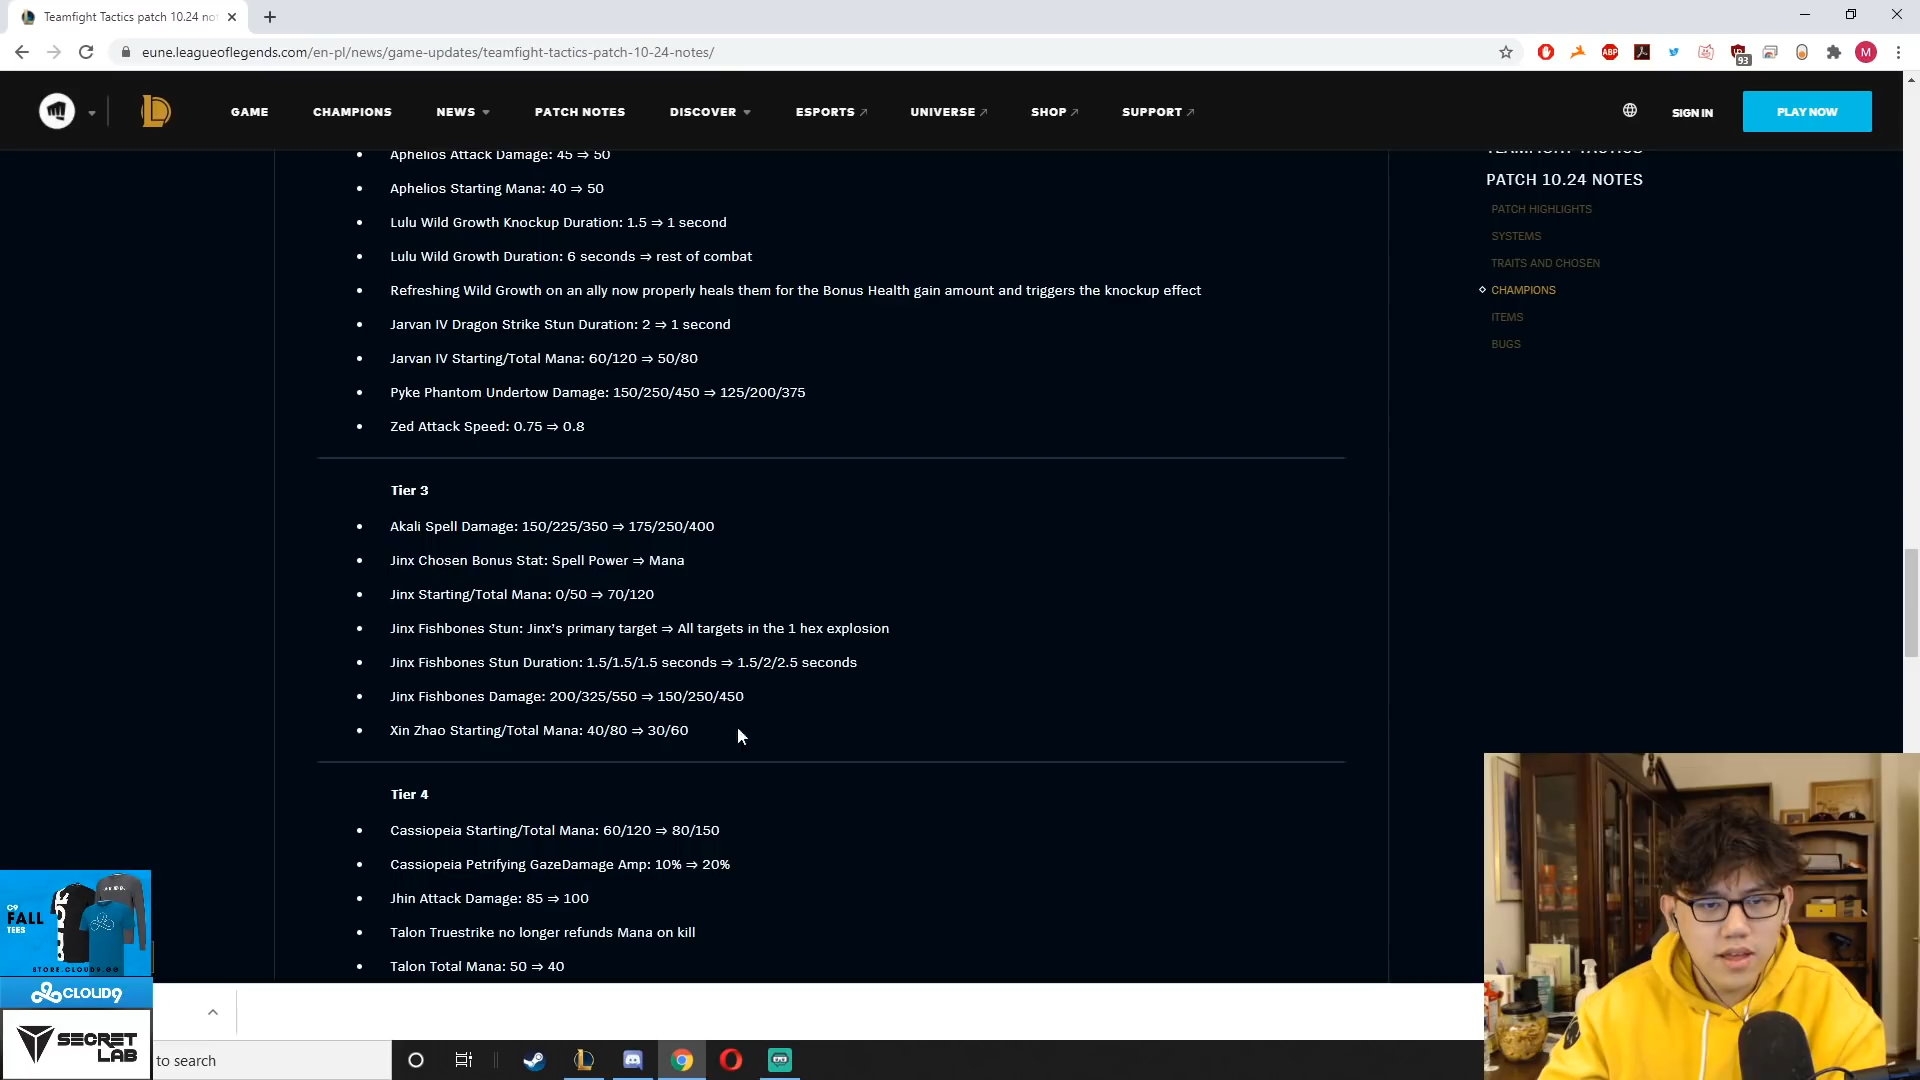 Teamfight Tactics patch 10.24 not
eune.leagueoflegends.com/en-pl/news/game-updates/teamfight-tactics-patch-10-24-notes/
ABP
93
M
GAME
CHAMPIONS
NEWS
PATCH NOTES
DISCOVER
ESPORTS
UNIVERSE
SHOP
SUPPORT
SIGN IN
PLAY NOW
Aphelios Attack Damage: 45 ⇒ 50
Aphelios Starting Mana: 40 ⇒ 50
Lulu Wild Growth Knockup Duration: 1.5 ⇒ 1 second
Lulu Wild Growth Duration: 6 seconds ⇒ rest of combat
Refreshing Wild Growth on an ally now properly heals them for the Bonus Health gain amount and triggers the knockup effect
Jarvan IV Dragon Strike Stun Duration: 2 ⇒ 1 second
Jarvan IV Starting/Total Mana: 60/120 ⇒ 50/80
Pyke Phantom Undertow Damage: 150/250/450 ⇒ 125/200/375
Zed Attack Speed: 0.75 ⇒ 0.8
Tier 3
Akali Spell Damage: 150/225/350 ⇒ 175/250/400
Jinx Chosen Bonus Stat: Spell Power ⇒ Mana
Jinx Starting/Total Mana: 0/50 ⇒ 70/120
Jinx Fishbones Stun: Jinx's primary target ⇒ All targets in the 1 hex explosion
Jinx Fishbones Stun Duration: 1.5/1.5/1.5 seconds ⇒ 1.5/2/2.5 seconds
Jinx Fishbones Damage: 200/325/550 ⇒ 150/250/450
Xin Zhao Starting/Total Mana: 40/80 ⇒ 30/60
Tier 4
Cassiopeia Starting/Total Mana: 60/120 ⇒ 80/150
Cassiopeia Petrifying GazeDamage Amp: 10% ⇒ 20%
Jhin Attack Damage: 85 ⇒ 100
Talon Truestrike no longer refunds Mana on kill
Talon Total Mana: 50 ⇒ 40
TEAMFIGHT TACTICS
PATCH 10.24 NOTES
PATCH HIGHLIGHTS
SYSTEMS
TRAITS AND CHOSEN
CHAMPIONS
ITEMS
BUGS
C9
FALL
TEES
STORE.CLOUD9.GG
CLOUD9
SECRET
LAB
to search